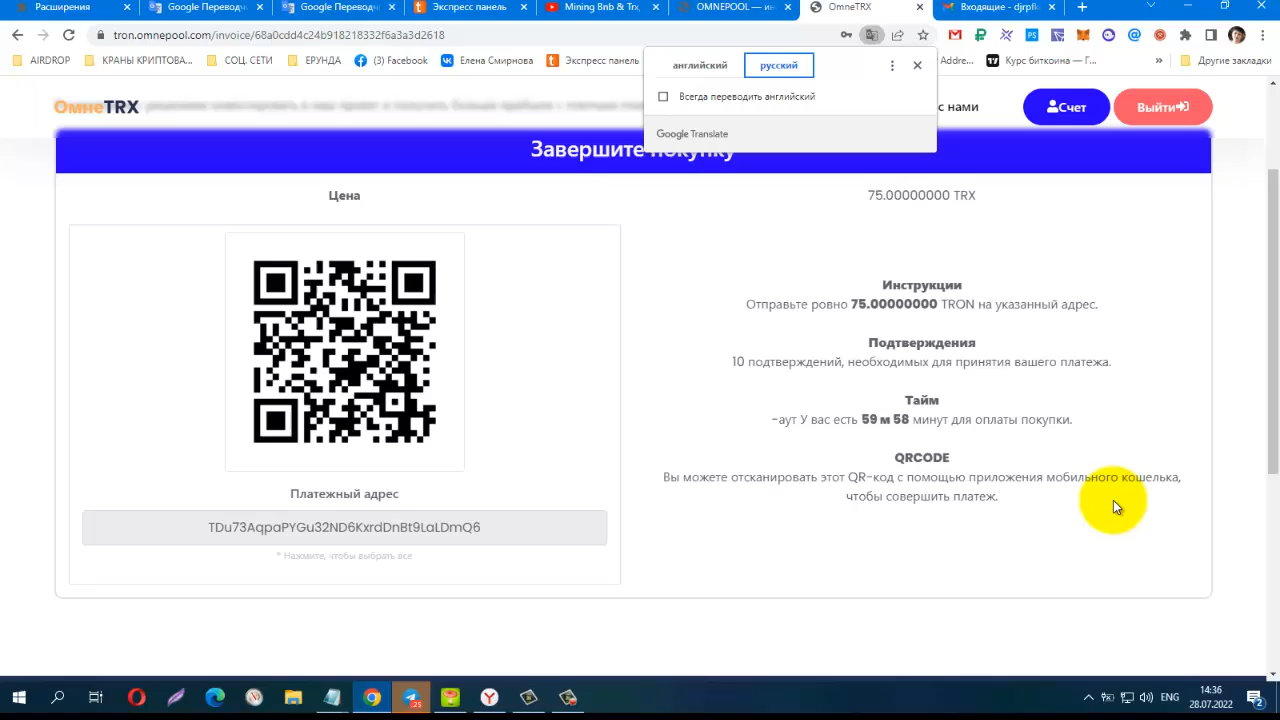 Расширения
Google Переводч
Google Переводч
Экспресс панель
Mining Bnb & Trx,
OMNEPOOL — ин
OmneTRX
Входящие - djrpflo
tron.omnepool.com/invoice/68a0cdd4c24b918218332f6a3a3d2618
AIRDROP
КРАНЫ КРИПТОВА...
СОЦ. СЕТИ
ЕРУНДА
(3) Facebook
Елена Смирнова
Экспресс панель
Addre...
Курс биткоина — Г...
»
Другие закладки
английский
русский
Всегда переводить английский
Google Translate
ОмнеTRX
с нами
Счет
Выйти
Завершите покупку
Цена
75.00000000 TRX
Инструкции
Отправьте ровно 75.00000000 TRON на указанный адрес.
Подтверждения
10 подтверждений, необходимых для принятия вашего платежа.
Тайм
-аут У вас есть 59 м 58 минут для оплаты покупки.
QRCODE
Вы можете отсканировать этот QR-код с помощью приложения мобильного кошелька,
чтобы совершить платеж.
Платежный адрес
TDu73AqpaPYGu32ND6KxrdDnBt9LaLDmQ6
* Нажмите, чтобы выбрать все
ENG
14:36
28.07.2022